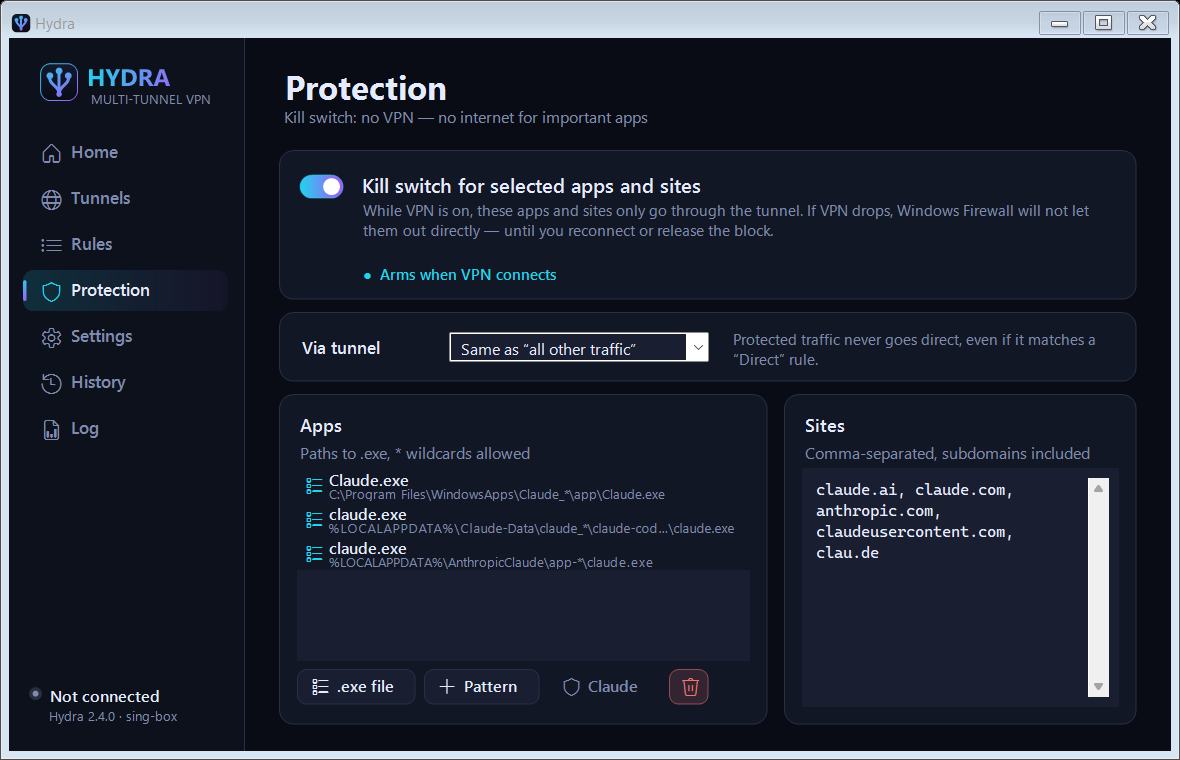 Hydra
HYDRA
MULTI-TUNNEL VPN
Home
Tunnels
Rules
Protection
Settings
History
Log
Not connected
Hydra 2.4.0 · sing-box
Protection
Kill switch: no VPN — no internet for important apps
Kill switch for selected apps and sites
While VPN is on, these apps and sites only go through the tunnel. If VPN drops, Windows Firewall will not let
them out directly — until you reconnect or release the block.
● Arms when VPN connects
Via tunnel
Same as “all other traffic”
Protected traffic never goes direct, even if it matches a
“Direct” rule.
Apps
Paths to .exe, * wildcards allowed
Claude.exe
C:\Program Files\WindowsApps\Claude_*\app\Claude.exe
claude.exe
%LOCALAPPDATA%\Claude-Data\claude_*\claude-cod...\claude.exe
claude.exe
%LOCALAPPDATA%\AnthropicClaude\app-*\claude.exe
.exe file
Pattern
Claude
Sites
Comma-separated, subdomains included
claude.ai, claude.com,
anthropic.com,
claudeusercontent.com,
clau.de